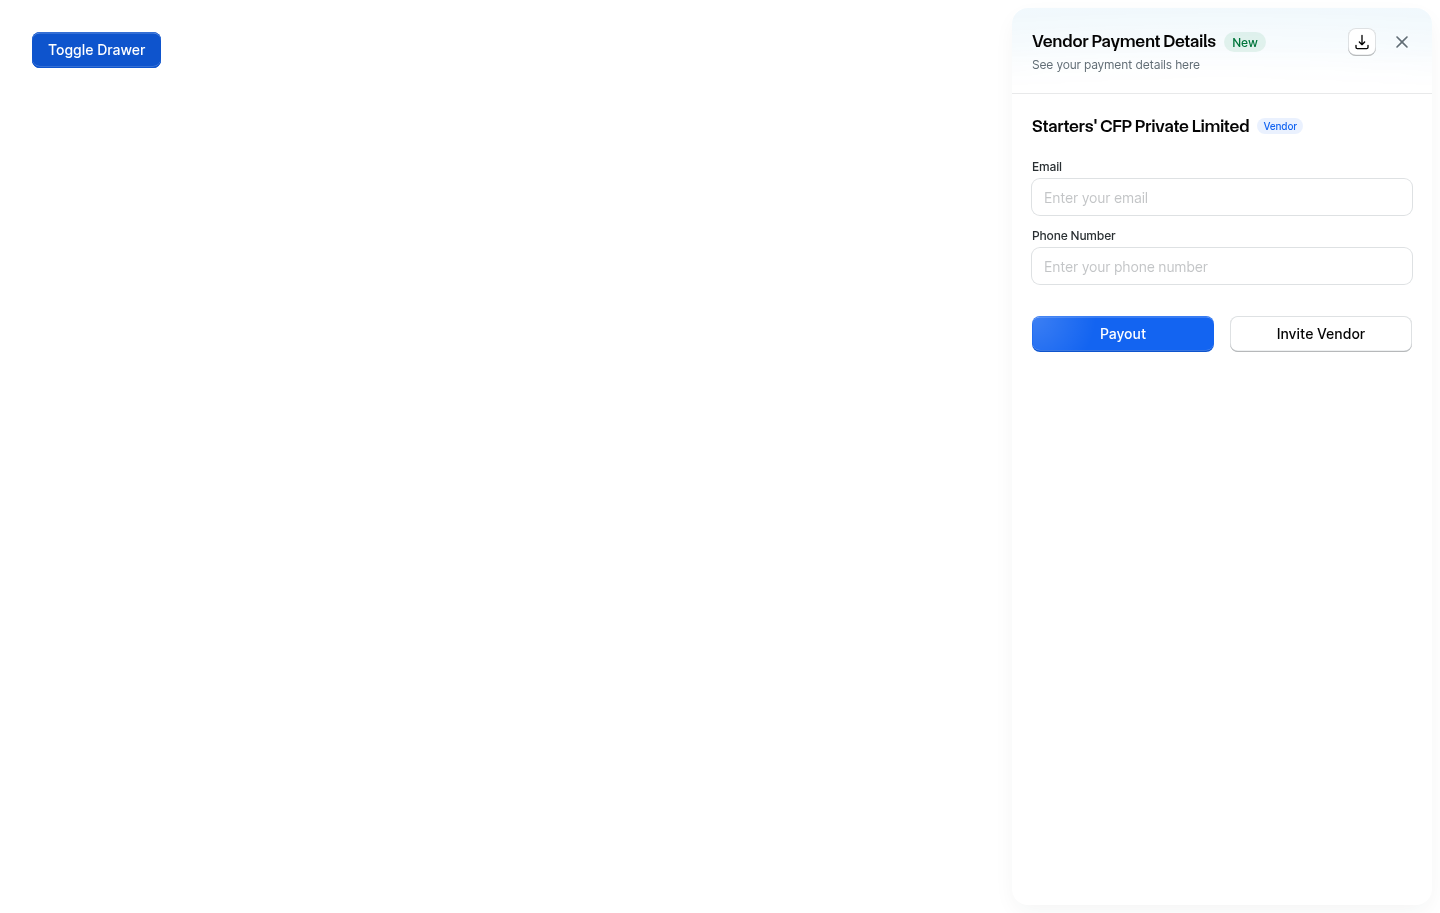 Toggle Drawer
Vendor Payment Details New
See your payment details here
Starters' CFP Private Limited Vendor
Email
Enter your email
Phone Number
Enter your phone number
Payout Invite Vendor